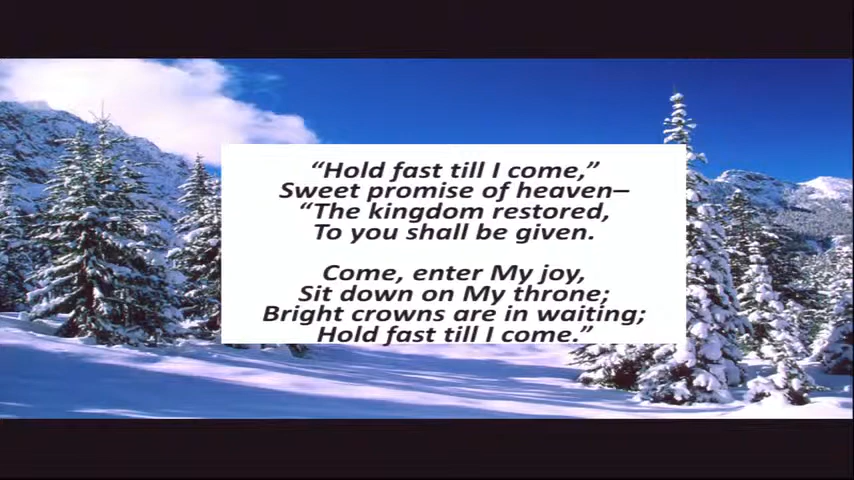 “Hold fast till I come,”
Sweet promise of heaven–
“The kingdom restored,
To you shall be given.
Come, enter My joy,
Sit down on My throne;
Bright crowns are in waiting;
Hold fast till I come.”